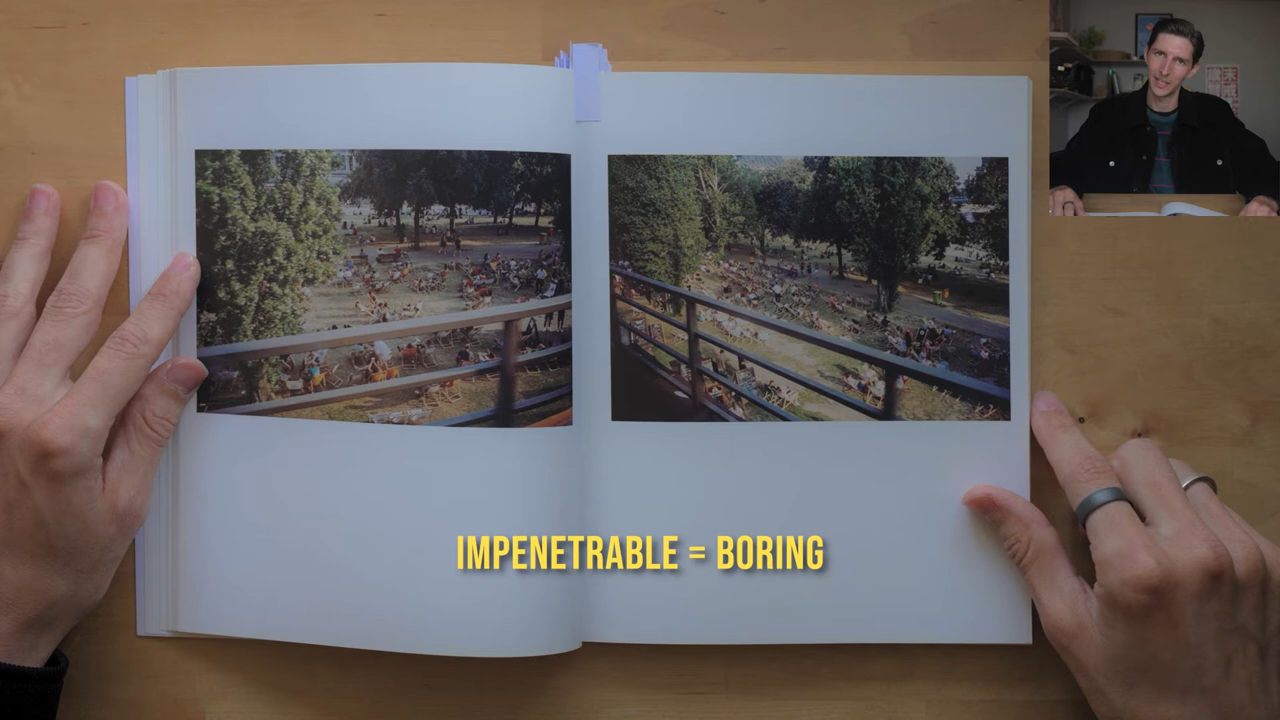 IMPENETRABLE = BORING